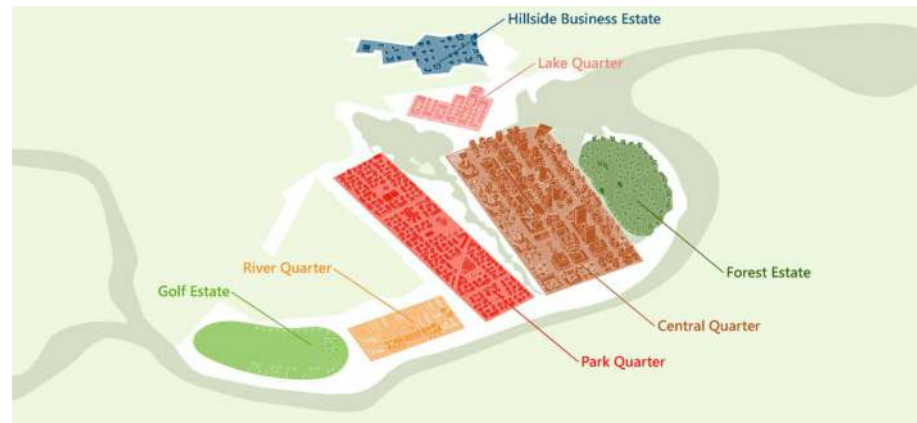 Hillside Business Estate
Lake Quarter
River Quarter
Golf Estate
Forest Estate
Central Quarter
Park Quarter